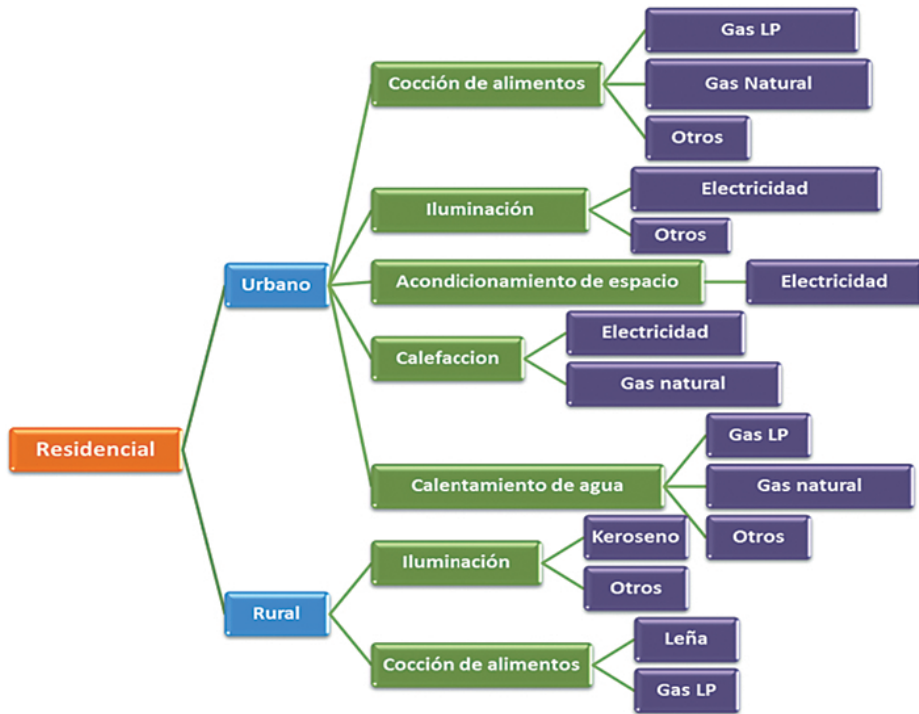 Residencial
Urbano
Cocción de alimentos
Gas LP
Gas Natural
Otros
Iluminación
Electricidad
Otros
Acondicionamiento de espacio
Electricidad
Calefaccion
Electricidad
Gas natural
Calentamiento de agua
Gas LP
Gas natural
Otros
Rural
Iluminación
Keroseno
Otros
Cocción de alimentos
Leña
Gas LP